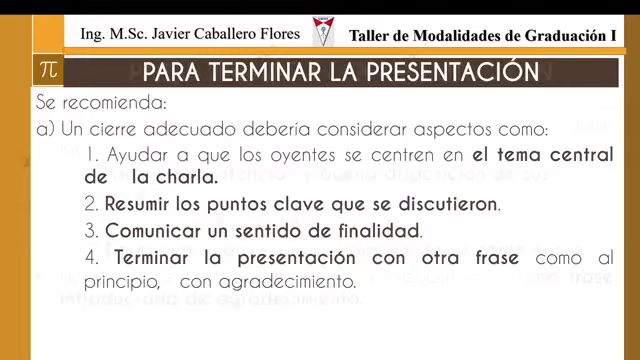 Ing. M.Sc. Javier Caballero Flores
Taller de Modalidades de Graduación I
π PARA TERMINAR LA PRESENTACIÓN
Se recomienda:
a) Un cierre adecuado debería considerar aspectos como:
1. Ayudar a que los oyentes se centren en el tema central
de la charla.
2. Resumir los puntos clave que se discutieron.
3. Comunicar un sentido de finalidad.
4. Terminar la presentación con otra frase como al
principio, con agradecimiento.